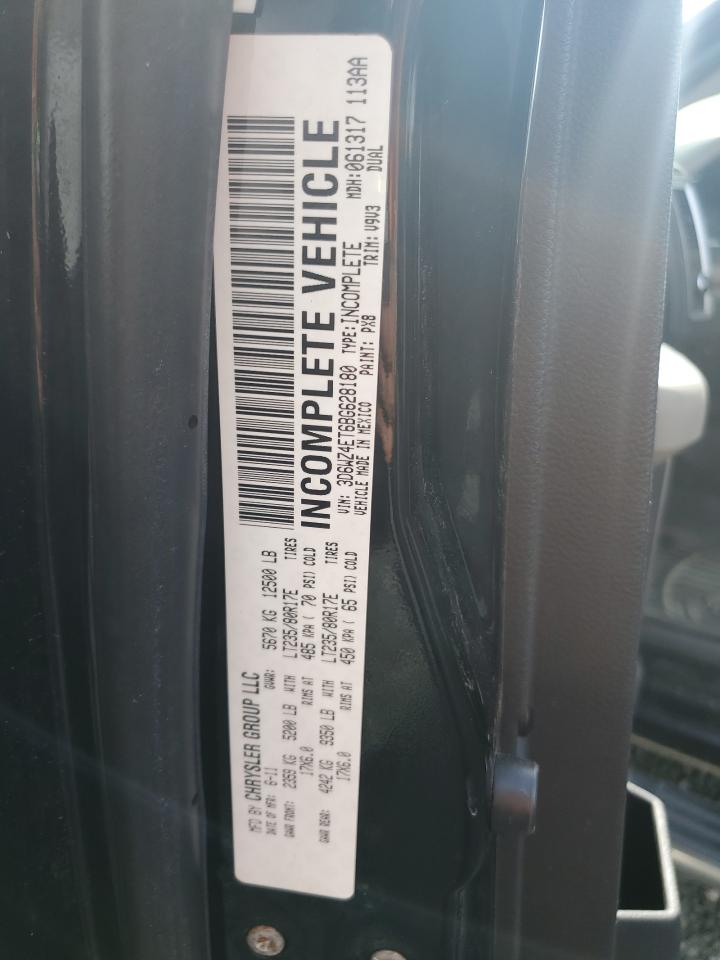 MFD BY CHRYSLER GROUP LLC
DATE OF MFR: 6-11 GVWR: 5670 KG 12500 LB
GAWR FRONT: 2359 KG 5200 LB WITH LT235/80R17E TIRES
17X6.0 RIMS AT 485 KPA ( 70 PSI) COLD
GAWR REAR: 4242 KG 9350 LB WITH LT235/80R17E TIRES
17X6.0 RIMS AT 450 KPA ( 65 PSI) COLD
INCOMPLETE VEHICLE
VIN: 3D6WZ4ET6BG628180 TYPE:INCOMPLETE MDH:061317 113AA
VEHICLE MADE IN MEXICO PAINT: PX8 TRIM: V9V3 DUAL